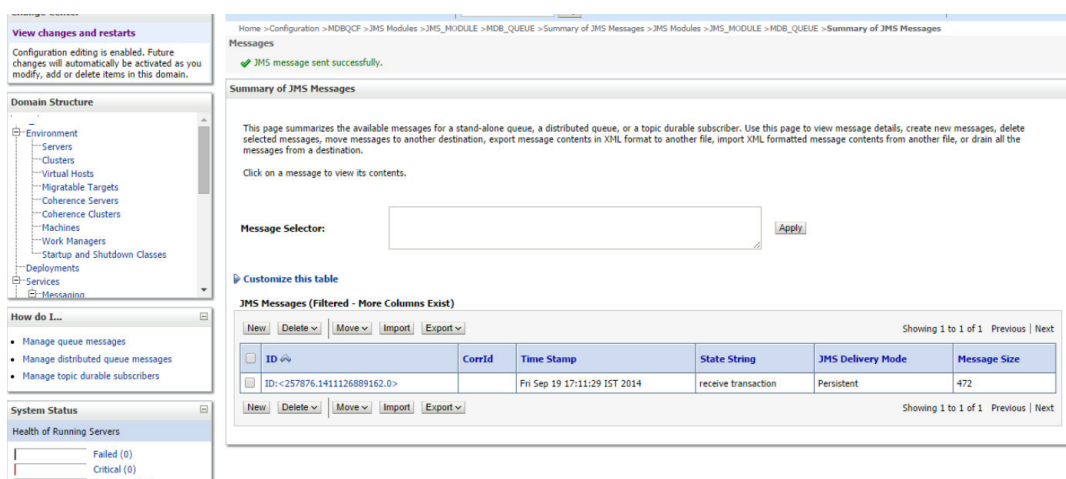 Change Center
View changes and restarts
Configuration editing is enabled. Future
changes will automatically be activated as you
modify, add or delete items in this domain.
Domain Structure
Environment
Servers
Clusters
Virtual Hosts
Migratable Targets
Coherence Servers
Coherence Clusters
Machines
Work Managers
Startup and Shutdown Classes
Deployments
Services
Messaging
How do I...
Manage queue messages
Manage distributed queue messages
Manage topic durable subscribers
System Status
Health of Running Servers
Failed (0)
Critical (0)
Home >Configuration >MDBQCF >JMS Modules >JMS_MODULE >MDB_QUEUE >Summary of JMS Messages >JMS Modules >JMS_MODULE >MDB_QUEUE >Summary of JMS Messages
Messages
JMS message sent successfully.
Summary of JMS Messages
This page summarizes the available messages for a stand-alone queue, a distributed queue, or a topic durable subscriber. Use this page to view message details, create new messages, delete
selected messages, move messages to another destination, export message contents in XML format to another file, import XML formatted message contents from another file, or drain all the
messages from a destination.
Click on a message to view its contents.
Message Selector:
Apply
Customize this table
JMS Messages (Filtered - More Columns Exist)
New Delete Move Import Export Showing 1 to 1 of 1 Previous | Next
ID CorrId Time Stamp State String JMS Delivery Mode Message Size
ID:<257876.1411126889162.0> Fri Sep 19 17:11:29 IST 2014 receive transaction Persistent 472
New Delete Move Import Export Showing 1 to 1 of 1 Previous | Next